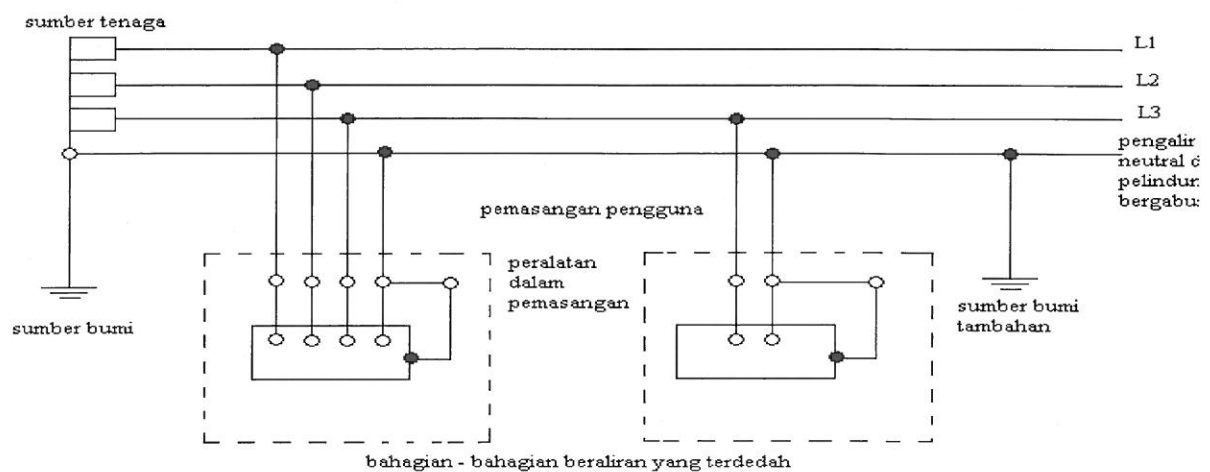 sumber tenaga
L1
L2
L3
pengalir
neutral d
pelindun
bergabu
pemasangan pengguna
peralatan
dalam
pemasangan
sumber bumi
sumber bumi
tambahan
bahagian - bahagian beraliran yang terdedah